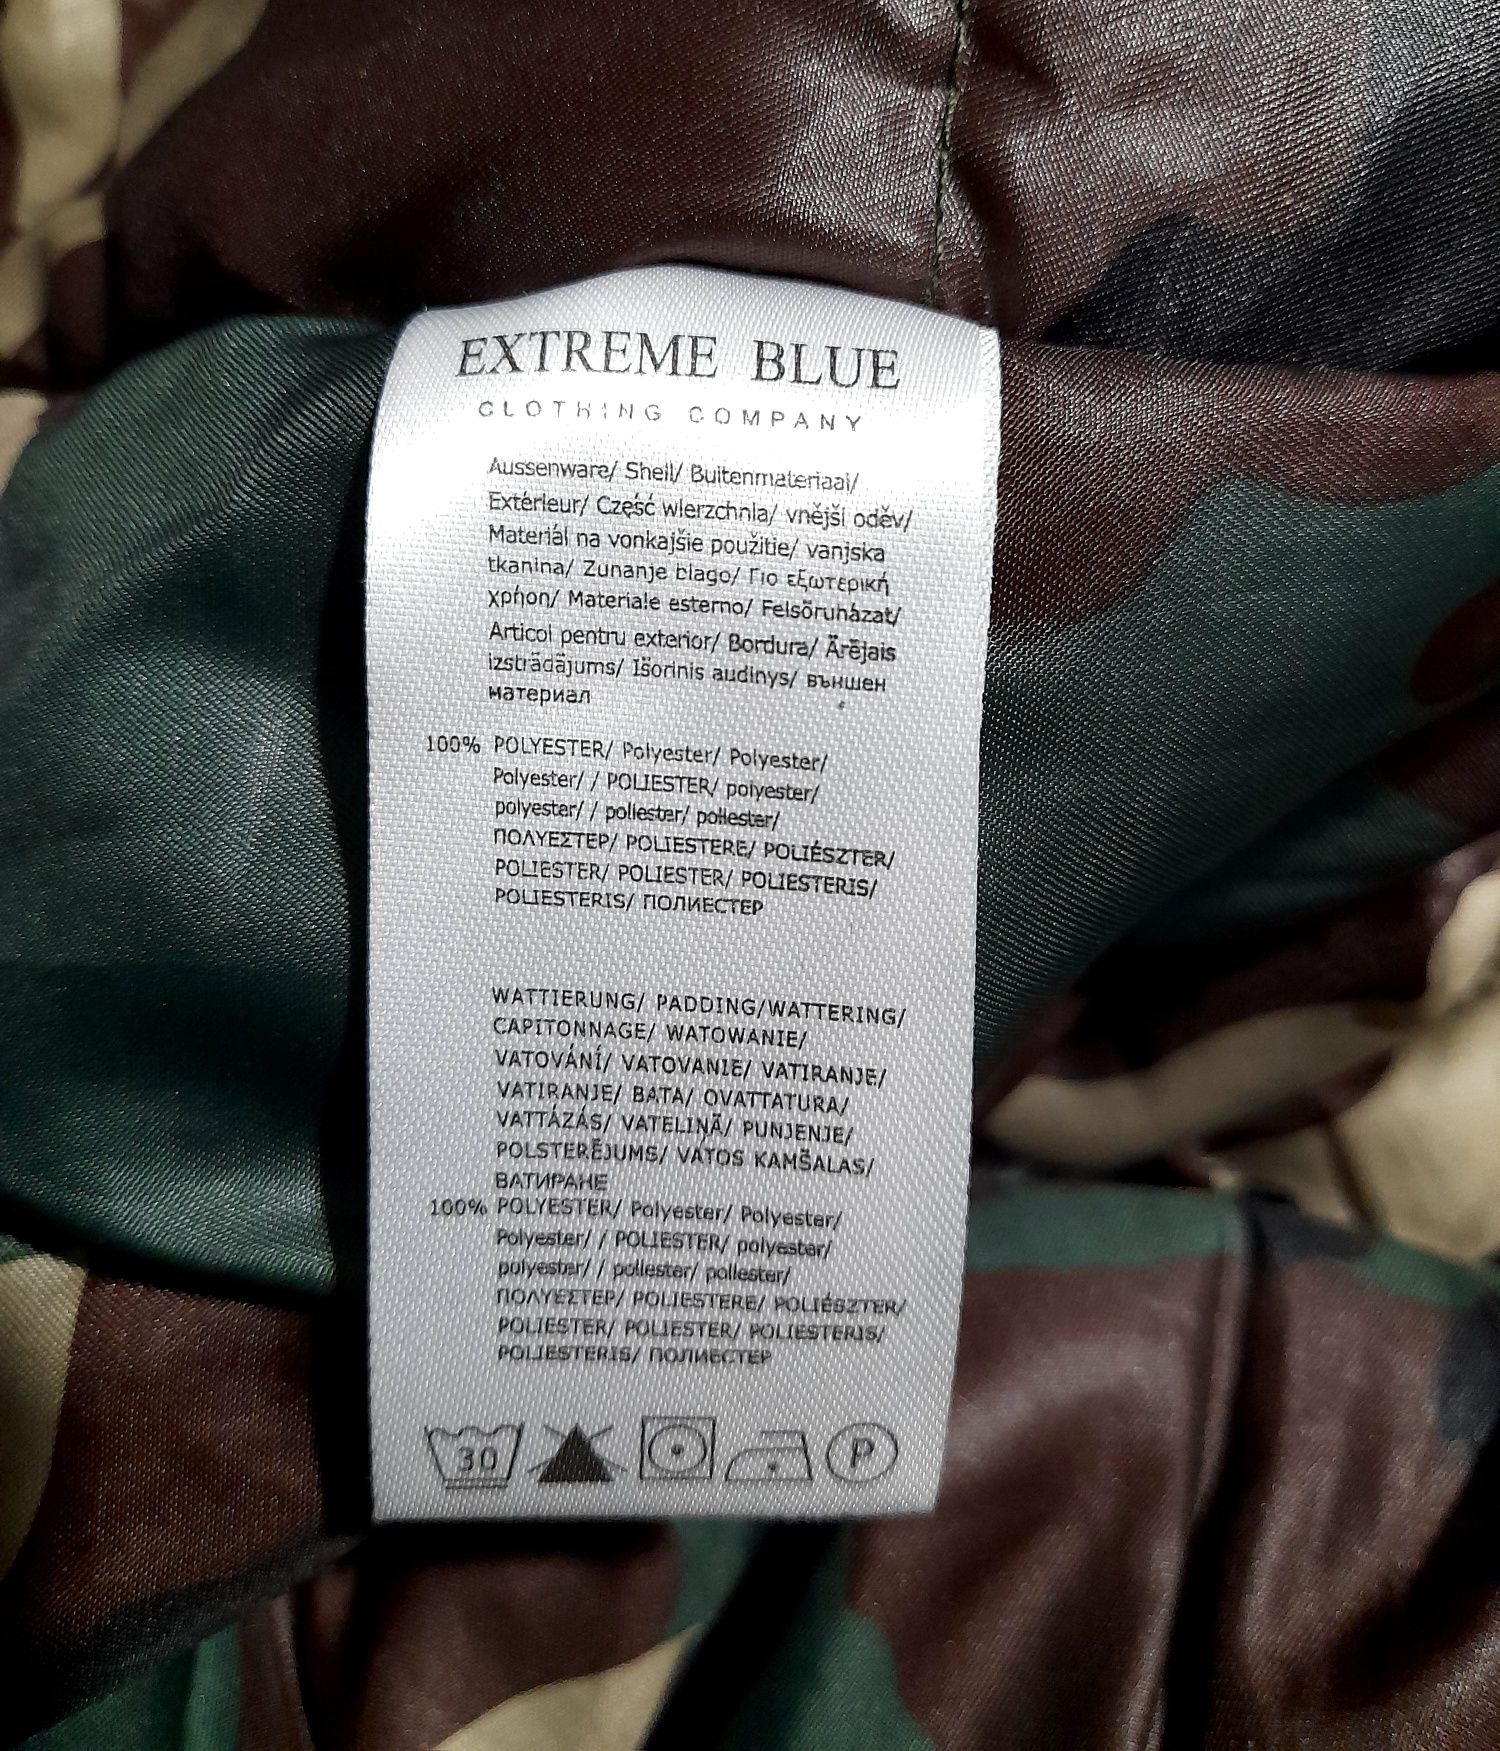 EXTREME BLUE
CLOTHING COMPANY
Aussenware/ Shell/ Buitenmateriaal/
Extérieur/ Część wierzchnia/ vnější oděv/
Materiál na vonkajšie použitie/ vanjska
tkanina/ Zunanje blago/ Γιο εξωτερική
χρήοn/ Materiale esterno/ Felsőruházat/
Articol pentru exterior/ Bordura/ Ārējais
izstrādājums/ Išorinis audinys/ външен
материал
100% POLYESTER/ Polyester/ Polyester/
Polyester/ / POLIESTER/ polyester/
polyester/ / poliester/ poliester/
ΠΟΛΥΕΣΤΕΡ/ POLIESTERE/ POLIÉSZTER/
POLIESTER/ POLIESTER/ POLIESTERIS/
POLIESTERIS/ ПОЛИЕСТЕР
WATTIERUNG/ PADDING/WATTERING/
CAPITONNAGE/ WATOWANIE/
VATOVÁNÍ/ VATOVANIE/ VATIRANJE/
VATIRANJE/ BATA/ OVATTATURA/
VATTÁZÁS/ VATELINĂ/ PUNJENJE/
POLSTERĒJUMS/ VATOS KAMŠALAS/
ВАТИРАНЕ
100% POLYESTER/ Polyester/ Polyester/
Polyester/ / POLIESTER/ polyester/
polyester/ / poliester/ poliester/
ΠΟΛΥΕΣΤΕΡ/ POLIESTERE/ POLIÉSZTER/
POLIESTER/ POLIESTER/ POLIESTERIS/
POLIESTERIS/ ПОЛИЕСТЕР
30 P